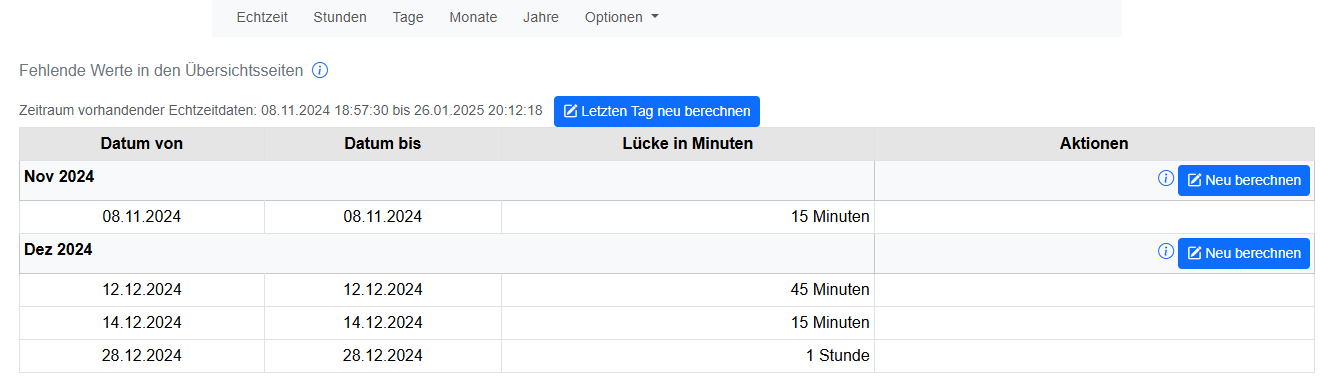 Echtzeit Stunden Tage Monate Jahre Optionen
Fehlende Werte in den Übersichtsseiten
Zeitraum vorhandender Echtzeitdaten: 08.11.2024 18:57:30 bis 26.01.2025 20:12:18 Letzten Tag neu berechnen
Datum von Datum bis Lücke in Minuten Aktionen
Nov 2024 Neu berechnen
08.11.2024 08.11.2024 15 Minuten
Dez 2024 Neu berechnen
12.12.2024 12.12.2024 45 Minuten
14.12.2024 14.12.2024 15 Minuten
28.12.2024 28.12.2024 1 Stunde